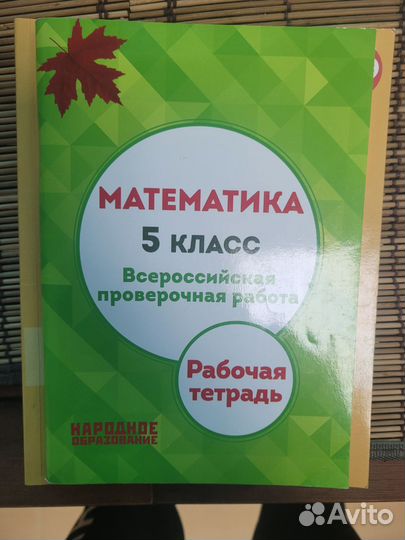 МАТЕМАТИКА
5 КЛАСС
Всероссийская
проверочная работа
Рабочая
тетрадь
НАРОДНОЕ
ОБРАЗОВАНИЕ
Avito